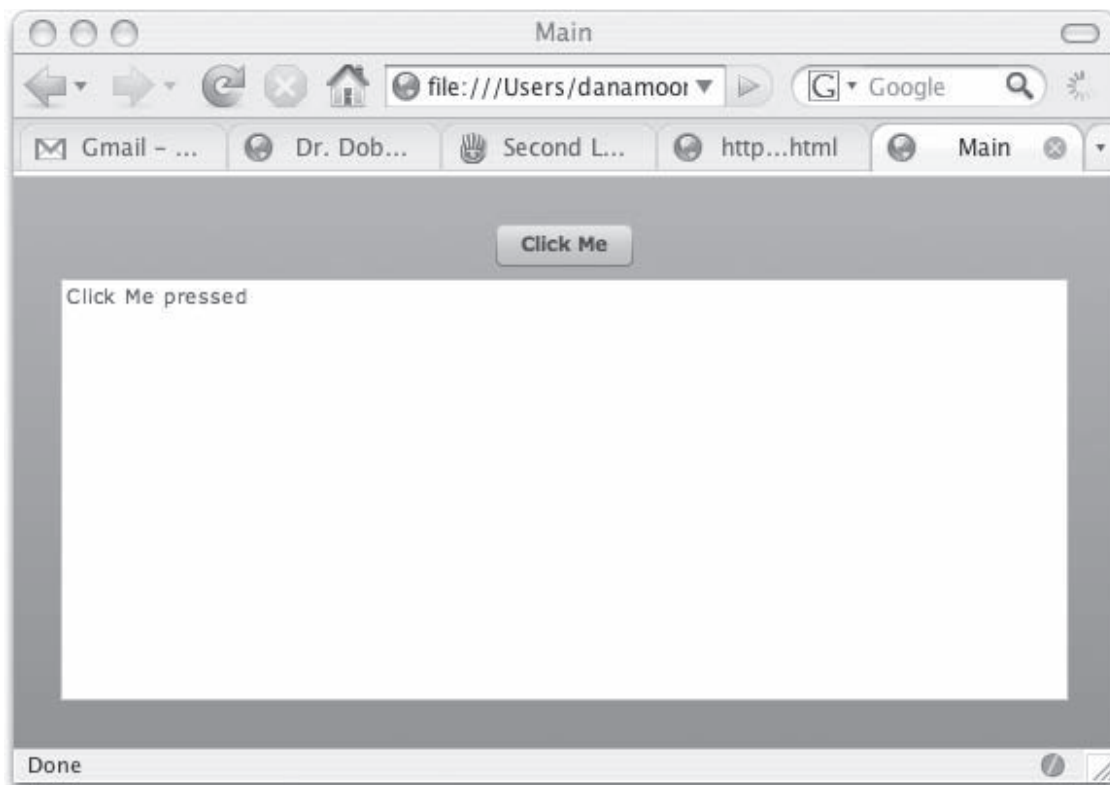 Main
file:///Users/danamoor G Google
Gmail – ... Dr. Dob... Second L... http...html Main
Click Me
Click Me pressed
Done